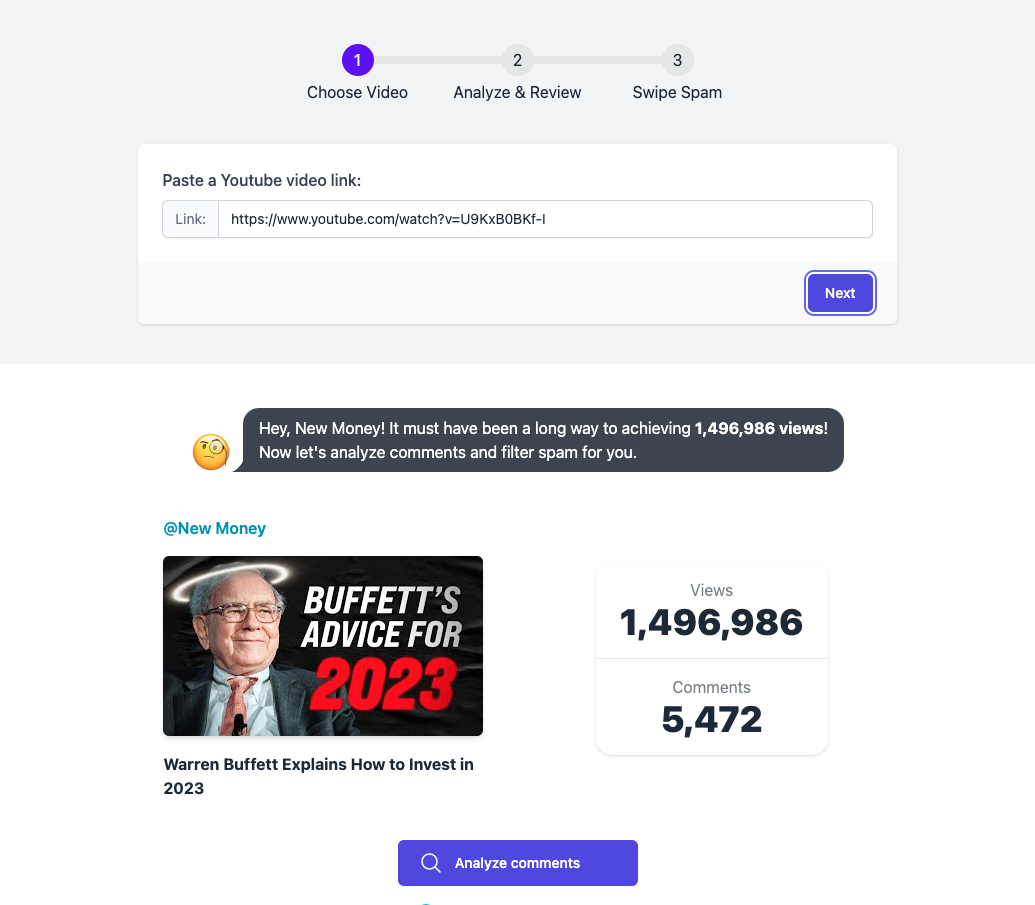 1
2
3
Choose Video
Analyze & Review
Swipe Spam
Paste a Youtube video link:
Link:
https://www.youtube.com/watch?v=U9KxB0BKf-I
Next
Hey, New Money! It must have been a long way to achieving 1,496,986 views!
Now let's analyze comments and filter spam for you.
@New Money
BUFFETT'S
ADVICE FOR
2023
Warren Buffett Explains How to Invest in
2023
Views
1,496,986
Comments
5,472
Analyze comments